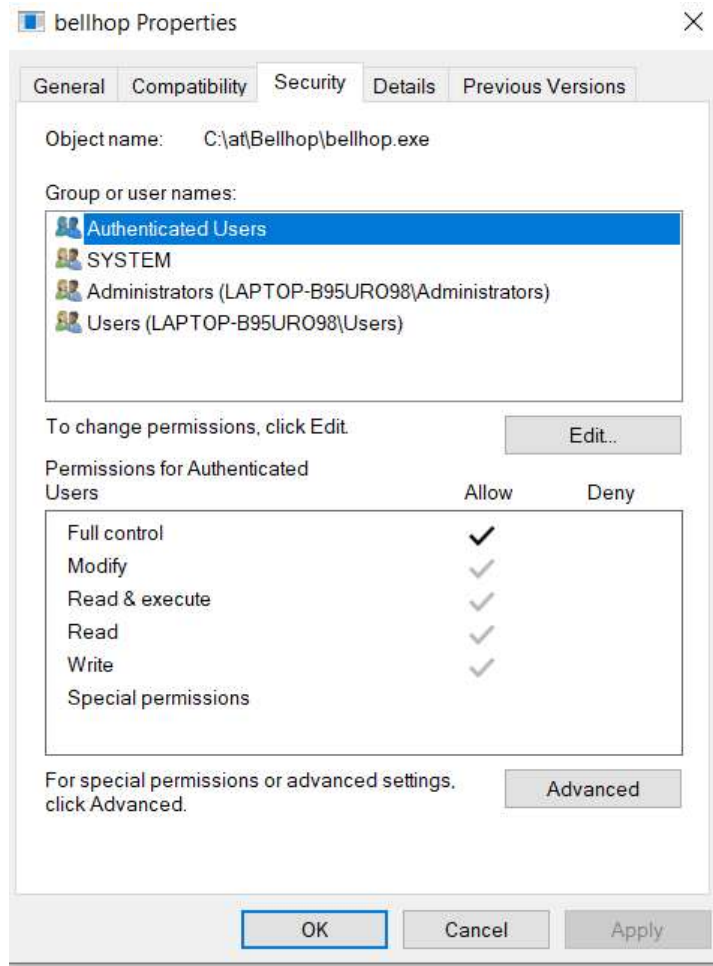 bellhop Properties
General Compatibility Security Details Previous Versions
Object name: C:\at\Bellhop\bellhop.exe
Group or user names:
Authenticated Users
SYSTEM
Administrators (LAPTOP-B95URO98\Administrators)
Users (LAPTOP-B95URO98\Users)
To change permissions, click Edit.
Edit...
Permissions for Authenticated
Users Allow Deny
Full control
Modify
Read & execute
Read
Write
Special permissions
For special permissions or advanced settings,
click Advanced.
Advanced
OK Cancel Apply